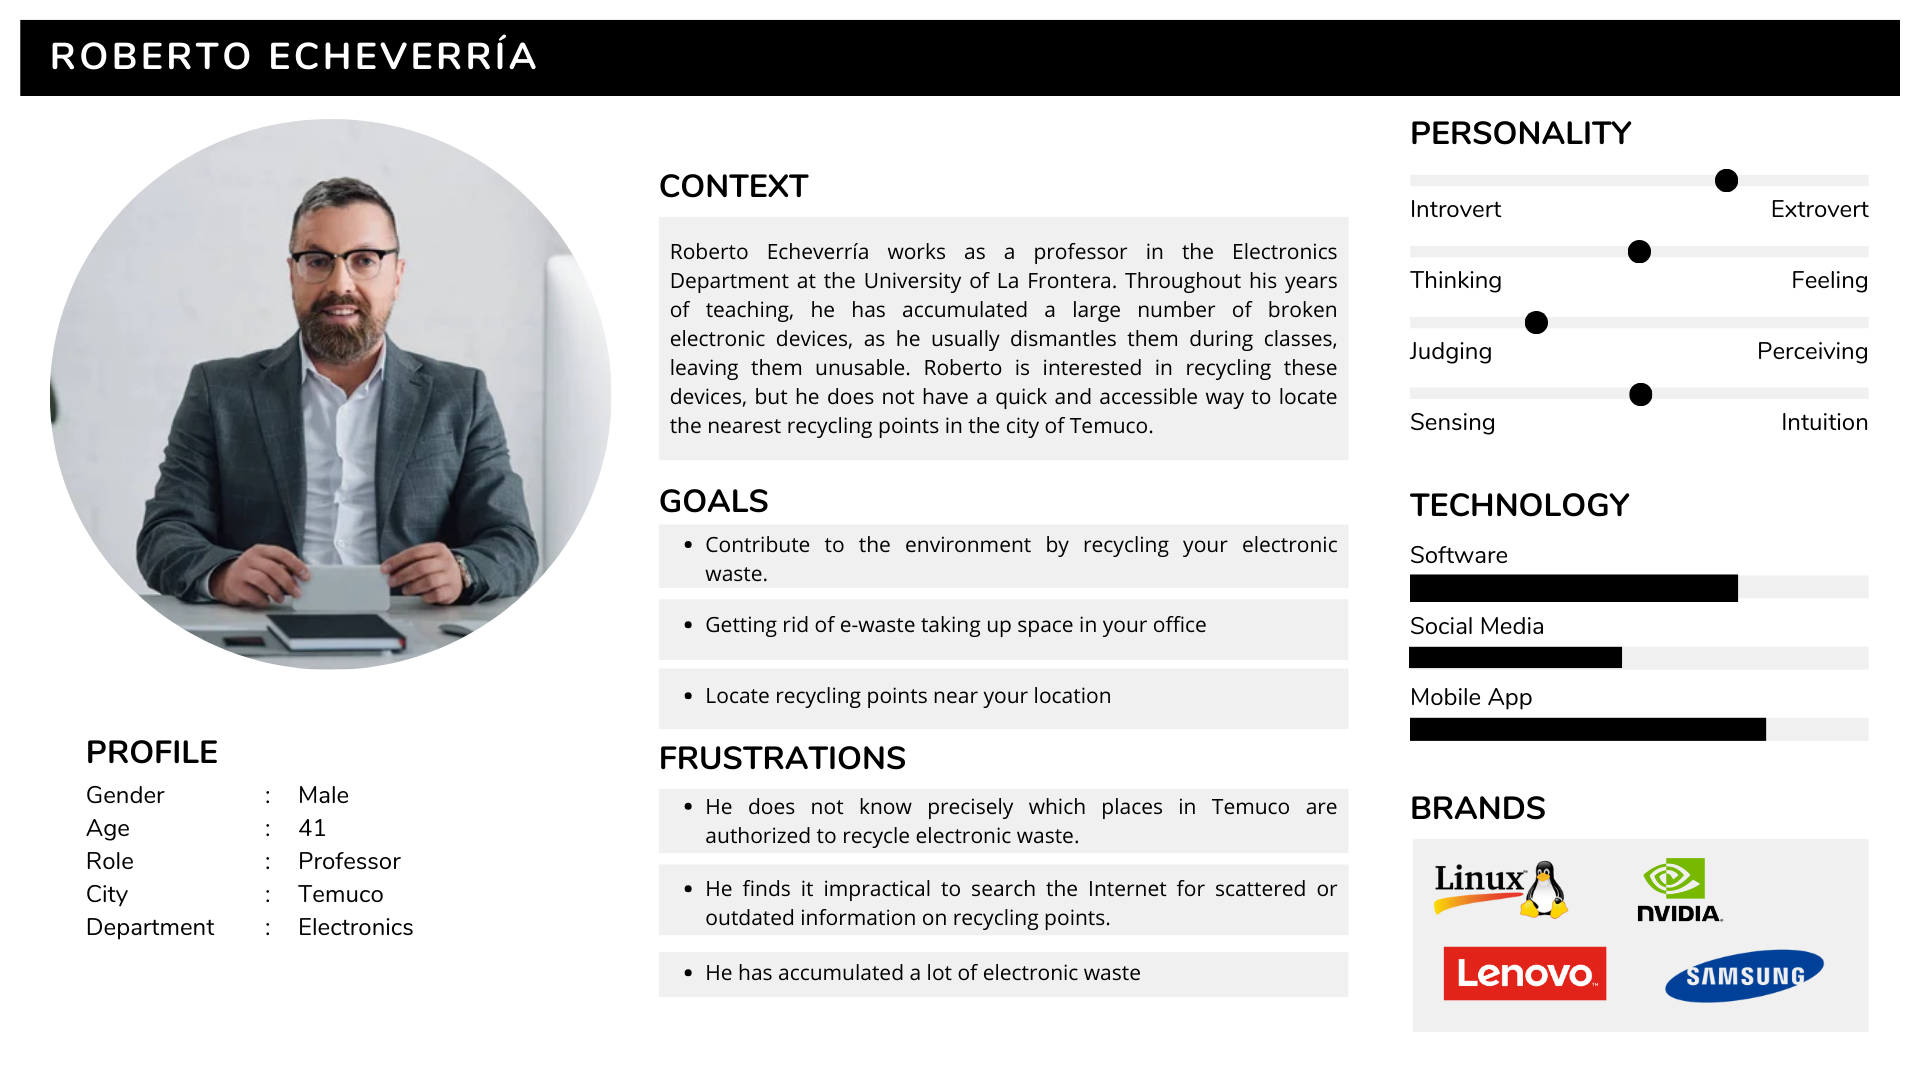 ROBERTO ECHEVERRÍA
PROFILE
Gender : Male
Age : 41
Role : Professor
City : Temuco
Department : Electronics
CONTEXT
Roberto Echeverría works as a professor in the Electronics
Department at the University of La Frontera. Throughout his years
of teaching, he has accumulated a large number of broken
electronic devices, as he usually dismantles them during classes,
leaving them unusable. Roberto is interested in recycling these
devices, but he does not have a quick and accessible way to locate
the nearest recycling points in the city of Temuco.
GOALS
• Contribute to the environment by recycling your electronic
waste.
• Getting rid of e-waste taking up space in your office
• Locate recycling points near your location
FRUSTRATIONS
• He does not know precisely which places in Temuco are
authorized to recycle electronic waste.
• He finds it impractical to search the Internet for scattered or
outdated information on recycling points.
• He has accumulated a lot of electronic waste
PERSONALITY
Introvert Extrovert
Thinking Feeling
Judging Perceiving
Sensing Intuition
TECHNOLOGY
Software
Social Media
Mobile App
BRANDS
Linux
NVIDIA
Lenovo
SAMSUNG